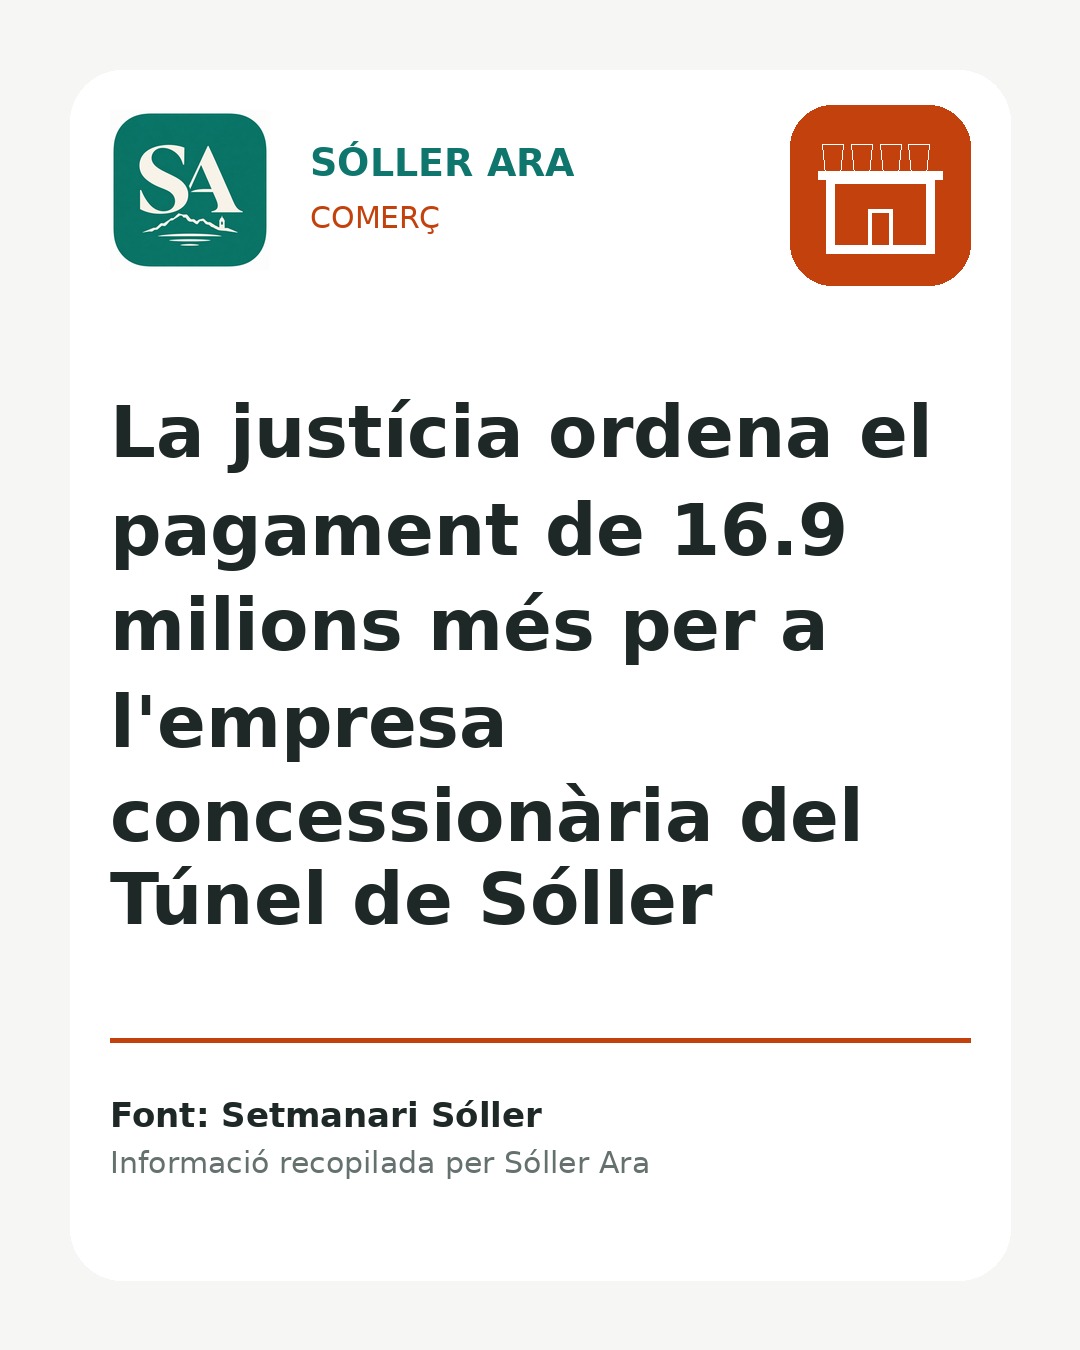 SA
SÓLLER ARA
COMERÇ
La justícia ordena el
pagament de 16.9
milions més per a
l'empresa
concessionària del
Túnel de Sóller
Font: Setmanari Sóller
Informació recopilada per Sóller Ara